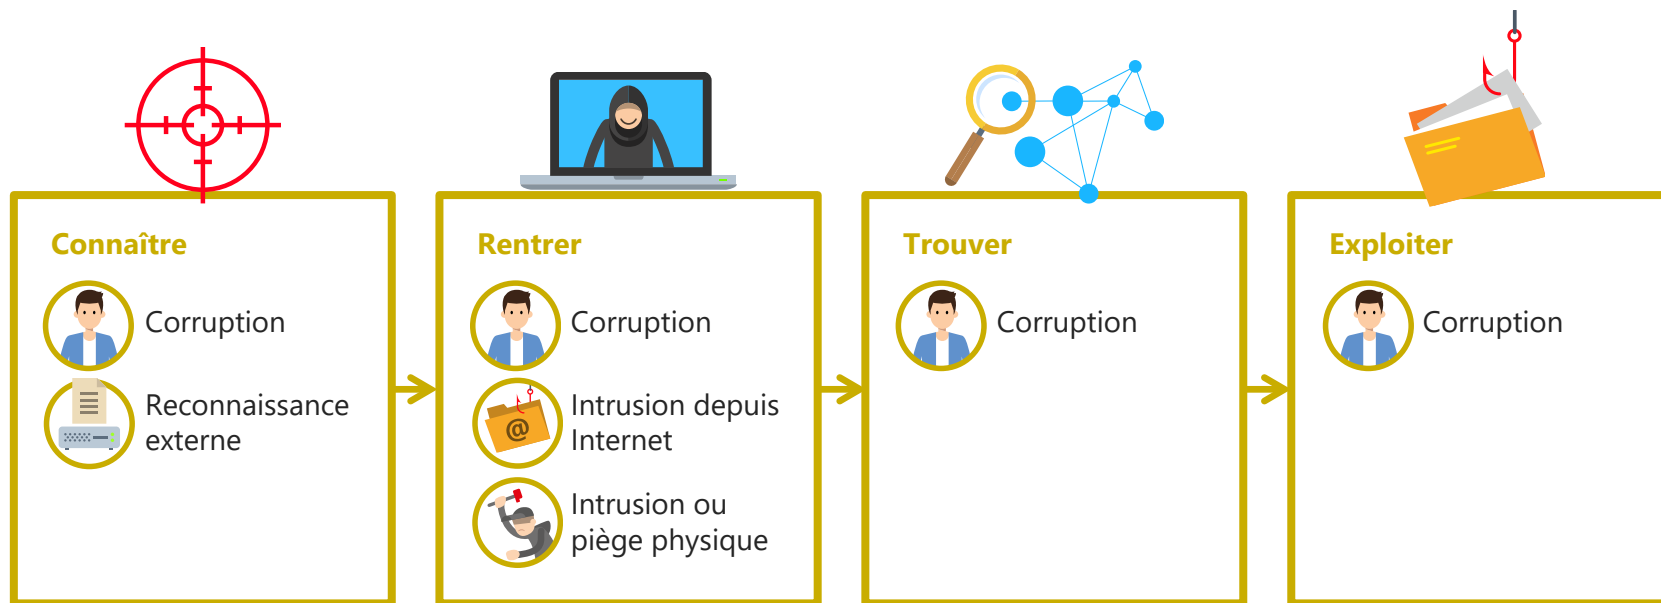 Connaître
Corruption
Reconnaissance
externe
Rentrer
Corruption
@
Intrusion depuis
Internet
Intrusion ou
piège physique
Trouver
Corruption
Exploiter
Corruption